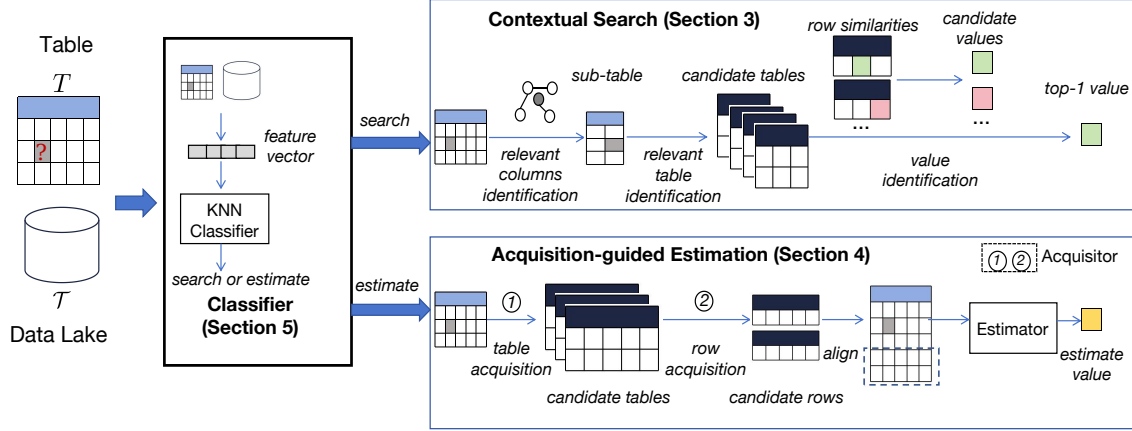 Table
T
?
𝒯
Data Lake
feature
vector
KNN
Classifier
search or estimate
Classifier
(Section 5)
search
estimate
Contextual Search (Section 3)
sub-table
candidate tables
row similarities
candidate
values
top-1 value
...
...
relevant
columns
identification
relevant
table
identification
value
identification
Acquisition-guided Estimation (Section 4)
1 2 Acquisitor
1
table
acquisition
candidate tables
2
row
acquisition
candidate rows
align
Estimator
estimate
value